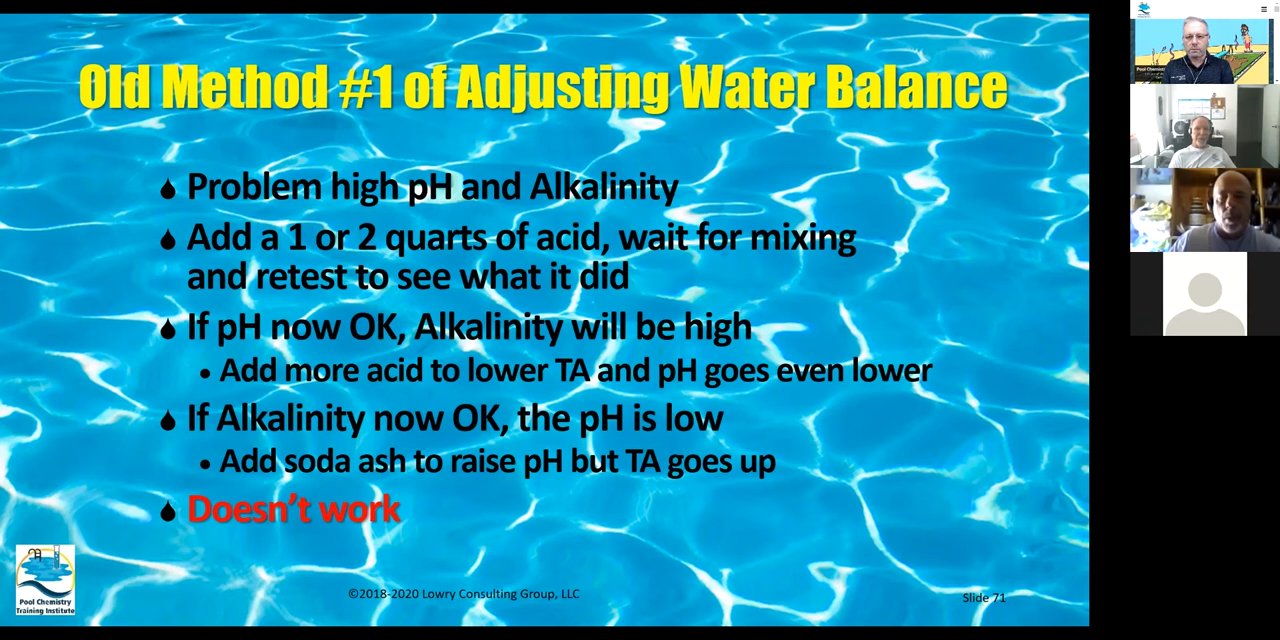 Old Method #1 of Adjusting Water Balance
Problem high pH and Alkalinity
Add a 1 or 2 quarts of acid, wait for mixing
and retest to see what it did
If pH now OK, Alkalinity will be high
Add more acid to lower TA and pH goes even lower
If Alkalinity now OK, the pH is low
Add soda ash to raise pH but TA goes up
Doesn't work
Pool Chemistry
Training Institute
©2018-2020 Lowry Consulting Group, LLC
Slide 71